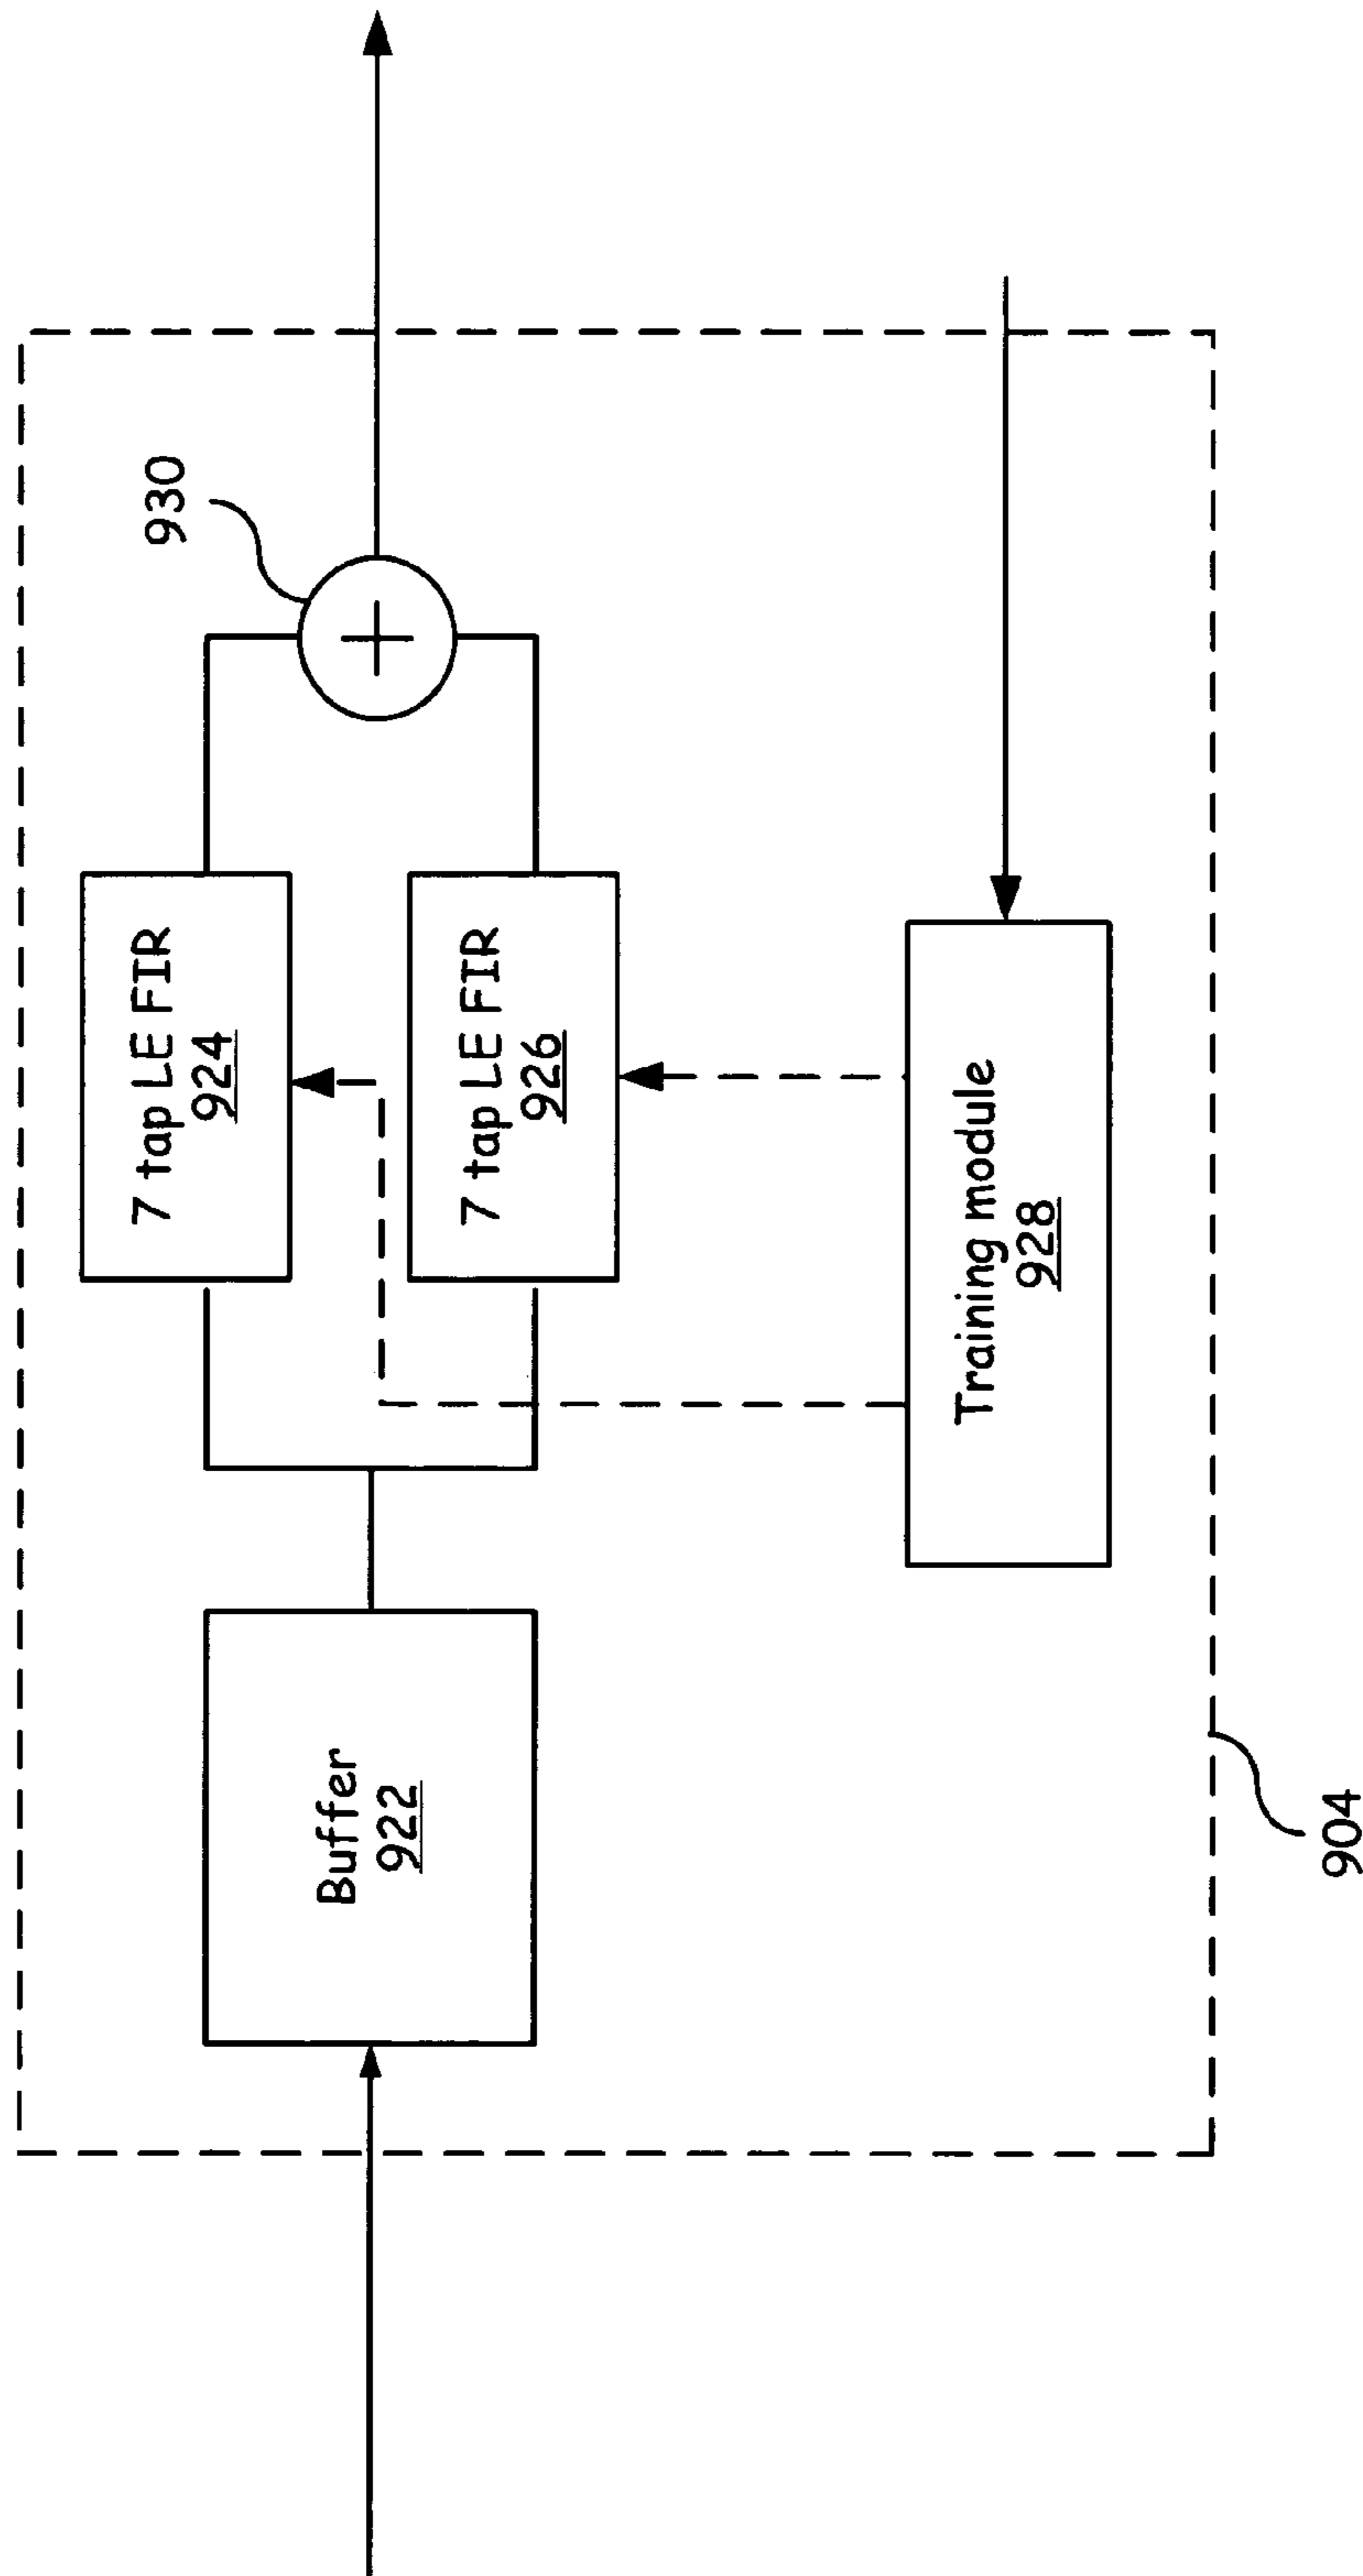 930
7 tap LE FIR
924
7 tap LE FIR
926
Buffer
922
Training module
928
904